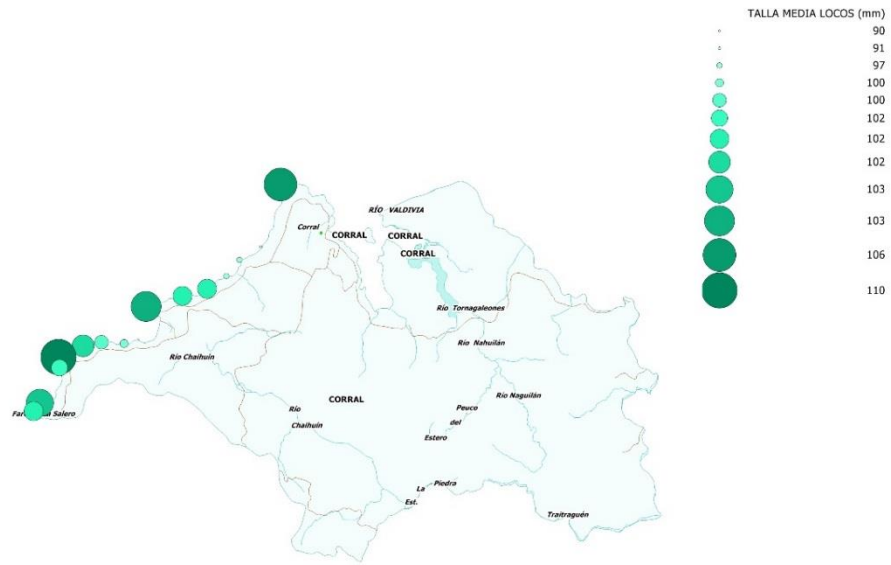 TALLA MEDIA LOCOS (mm)
90
91
97
100
100
102
102
102
103
103
106
110
RÍO VALDIVIA
Corral
CORRAL
CORRAL
CORRAL
Río Tornagaleones
Río Nahuilán
Río Chaihuín
Río Naguilán
CORRAL
Río
Chaihuín
Peuco
del
Estero
Salero
La Piedra
Est.
Traitraguén